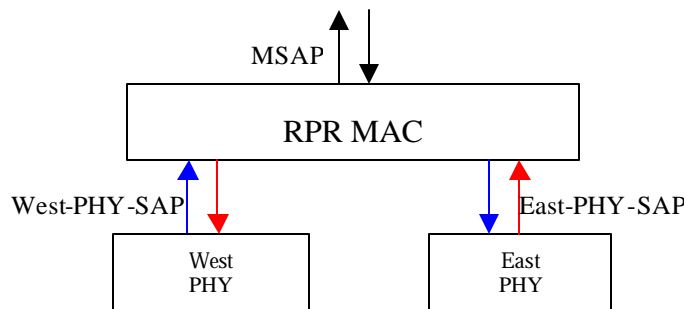 MSAP
RPR MAC
West-PHY-SAP East-PHY-SAP
West East
PHY PHY